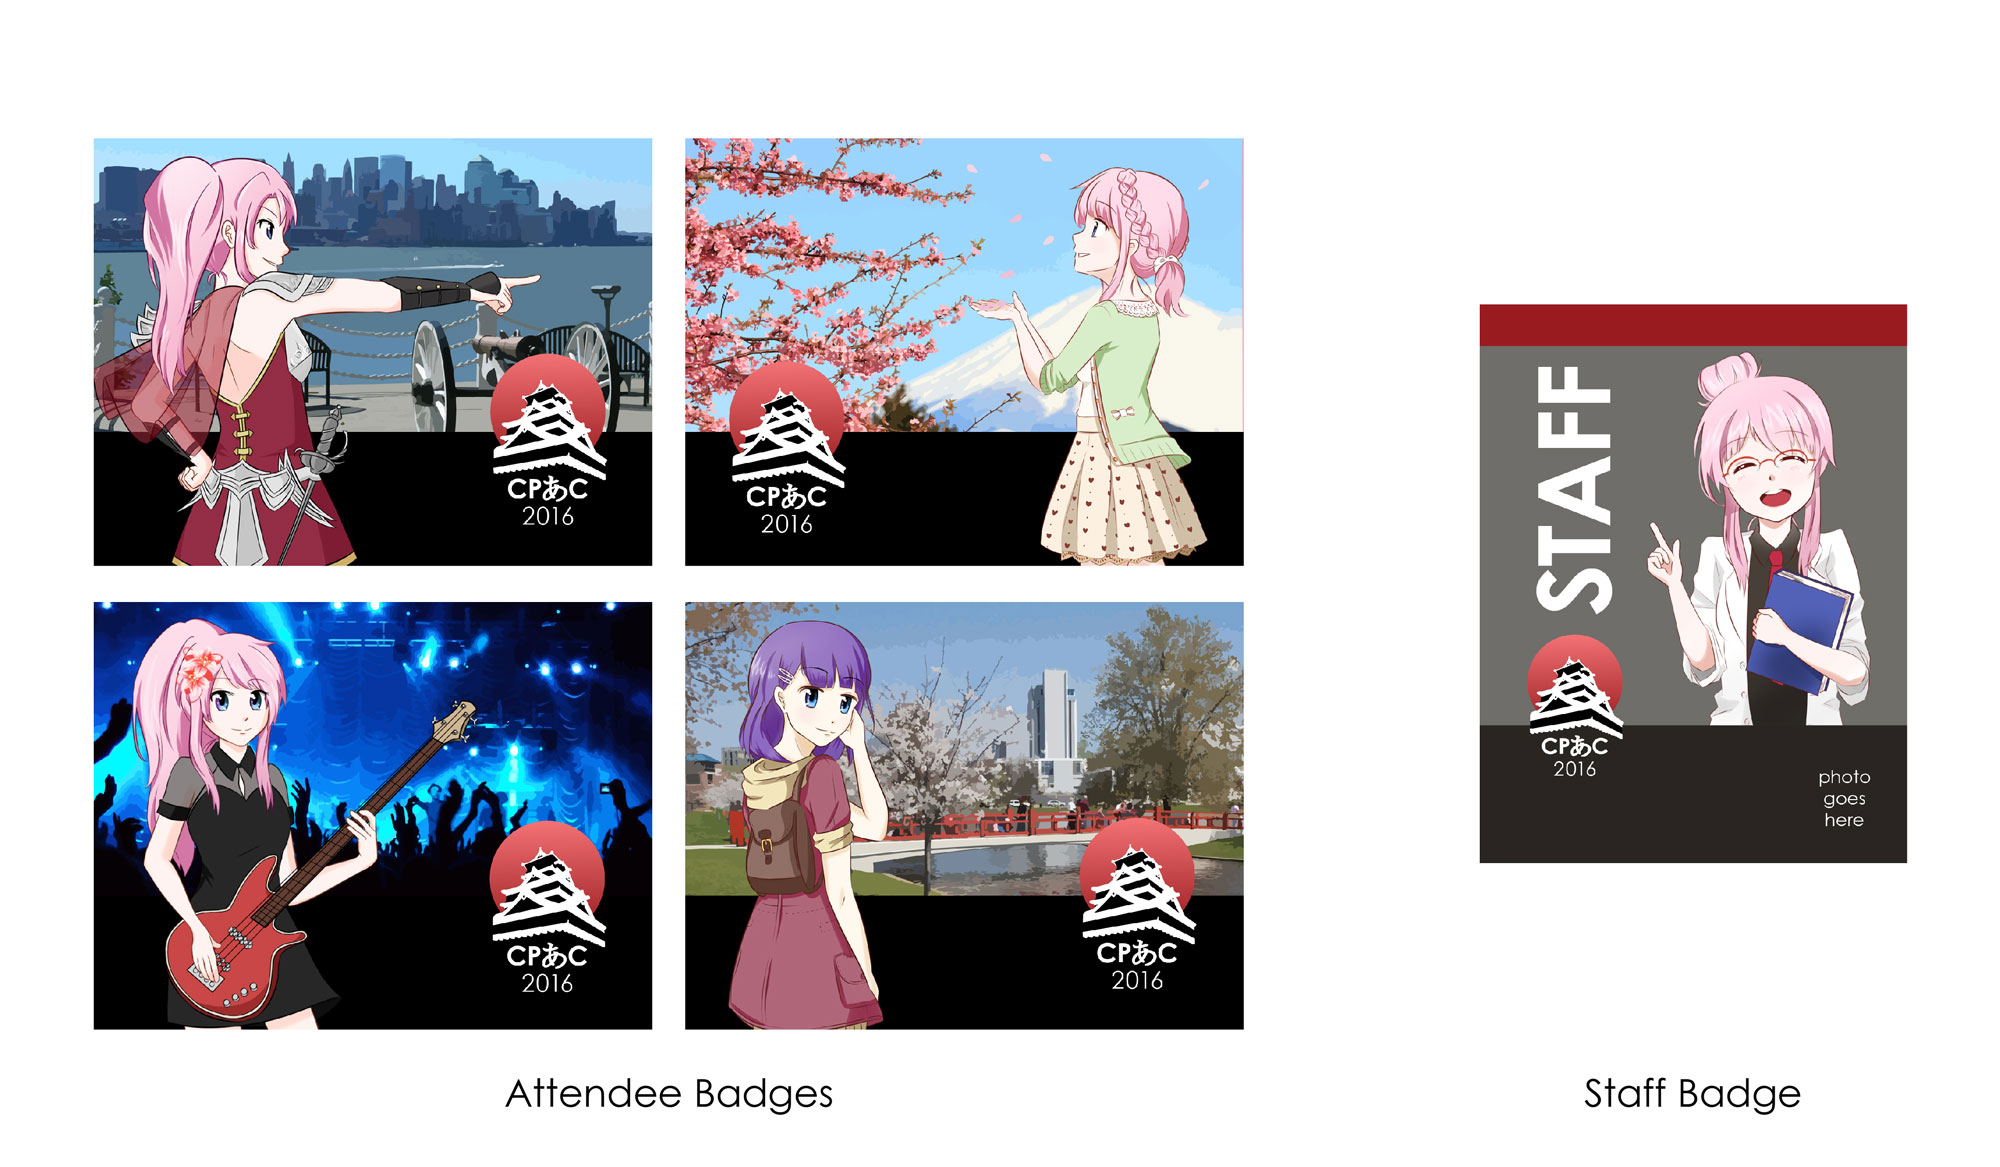 CPあC
2016
CPあC
2016
CPあC
2016
CPあC
2016
Attendee Badges
STAFF
CPあC
2016
photo
goes
here
Staff Badge